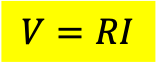 V = RI